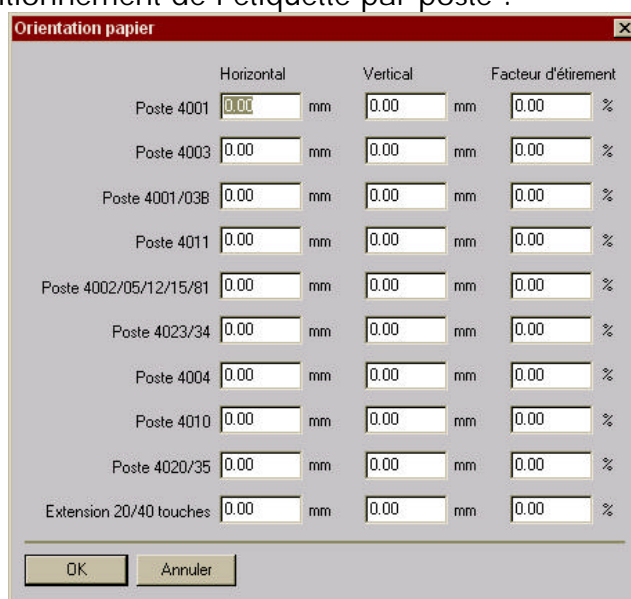 tionnement de l'étiquette par poste :
Orientation papier
Horizontal Vertical Facteur d'étirement
Poste 4001 0.00 mm 0.00 mm 0.00 %
Poste 4003 0.00 mm 0.00 mm 0.00 %
Poste 4001/03B 0.00 mm 0.00 mm 0.00 %
Poste 4011 0.00 mm 0.00 mm 0.00 %
Poste 4002/05/12/15/81 0.00 mm 0.00 mm 0.00 %
Poste 4023/34 0.00 mm 0.00 mm 0.00 %
Poste 4004 0.00 mm 0.00 mm 0.00 %
Poste 4010 0.00 mm 0.00 mm 0.00 %
Poste 4020/35 0.00 mm 0.00 mm 0.00 %
Extension 20/40 touches 0.00 mm 0.00 mm 0.00 %
OK Annuler